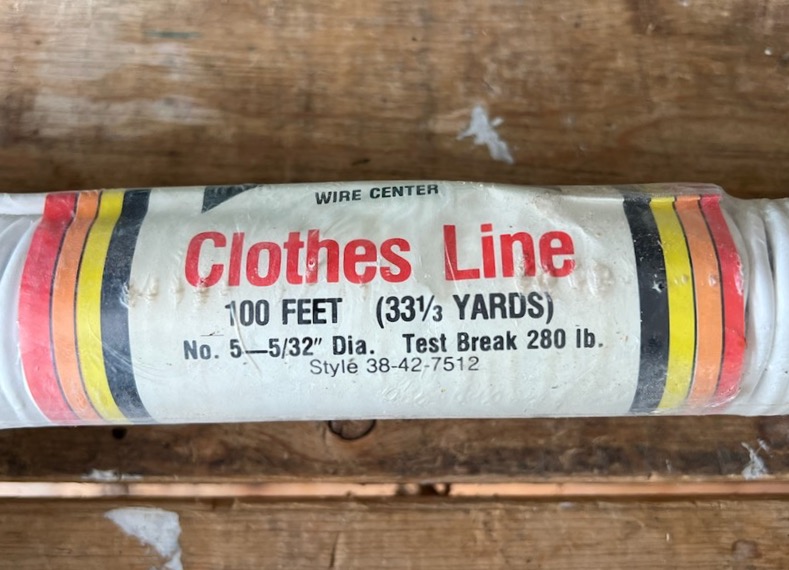 WIRE CENTER
Clothes Line
100 FEET (33⅓ YARDS)
No. 5—5/32" Dia. Test Break 280 lb.
Style 38-42-7512